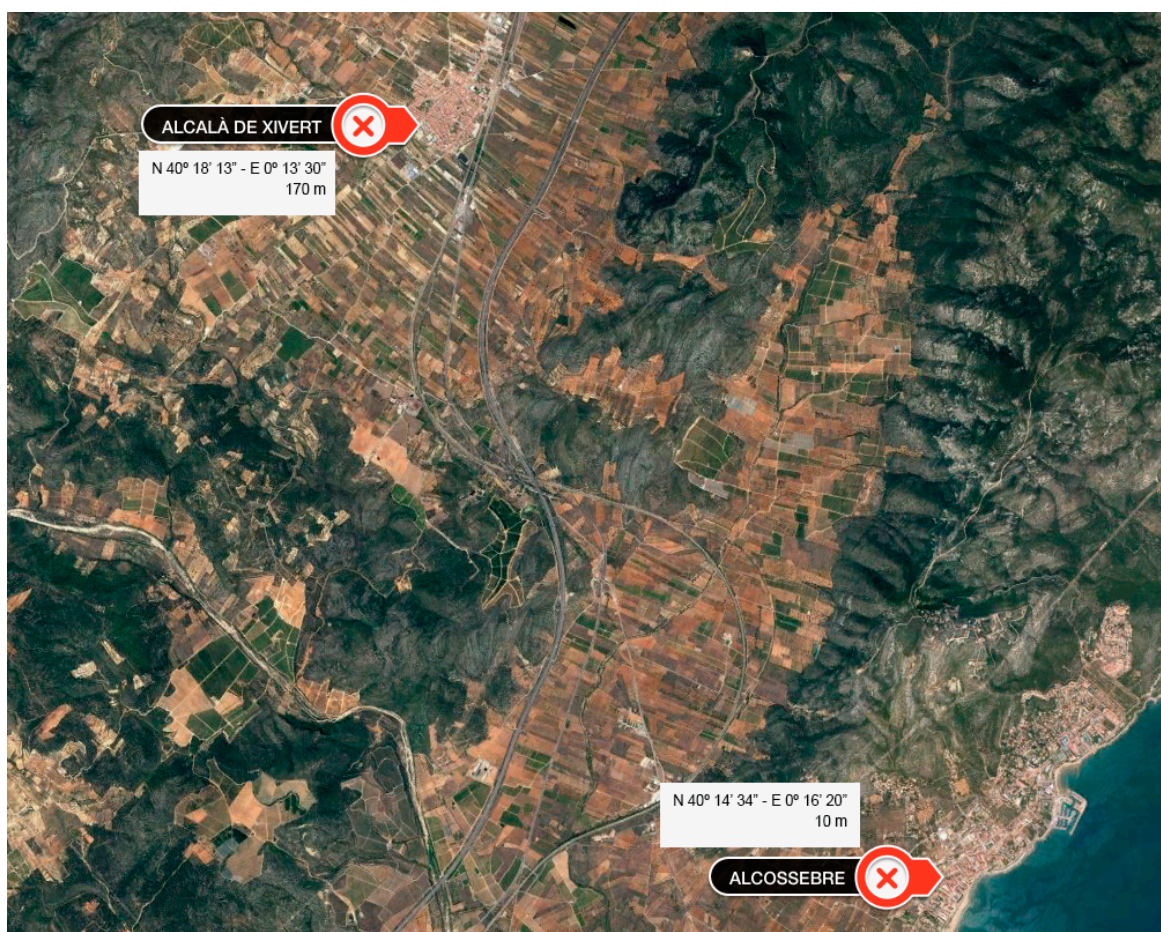 ALCALÀ DE XIVERT
N 40º 18’ 13” - E 0º 13’ 30”
170 m
N 40º 14’ 34” - E 0º 16’ 20”
10 m
ALCOSSEBRE